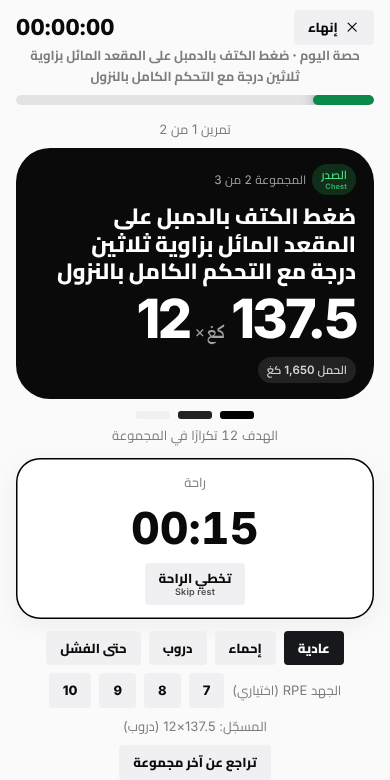 إنهاء ×
00:00:00
حصة اليوم · ضغط الكتف بالدمبل على المقعد المائل بزاوية
ثلاثين درجة مع التحكم الكامل بالنزول
تمرين 1 من 2
الصدر
Chest
المجموعة 2 من 3
ضغط الكتف بالدمبل على
المقعد المائل بزاوية ثلاثين
درجة مع التحكم الكامل بالنزول
137.5 كغ × 12
الحمل 1,650 كغ
الهدف 12 تكرارًا في المجموعة
راحة
00:15
تخطي الراحة
Skip rest
عادية إحماء دروب حتى الفشل
الجهد RPE (اختياري) 7 8 9 10
المسجّل: 137.5×12 (دروب)
تراجع عن آخر مجموعة